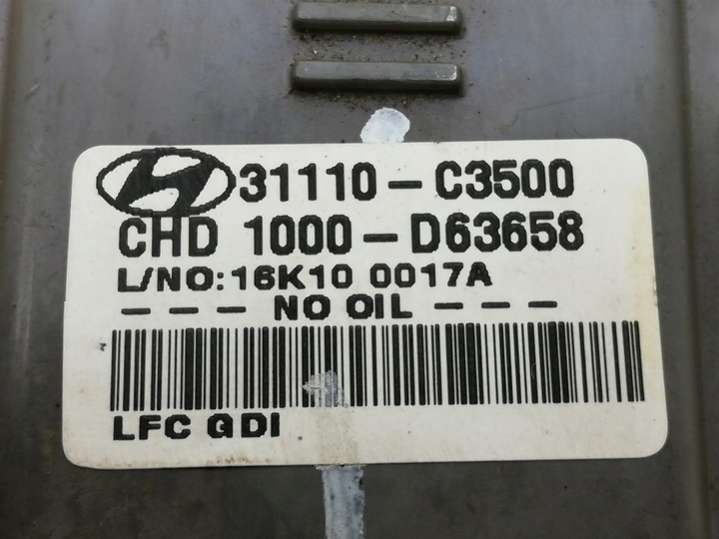 31110-C3500
CHD 1000-D63658
L/NO:16K10 0017A
- - - NO OIL - - -
LFC GDI